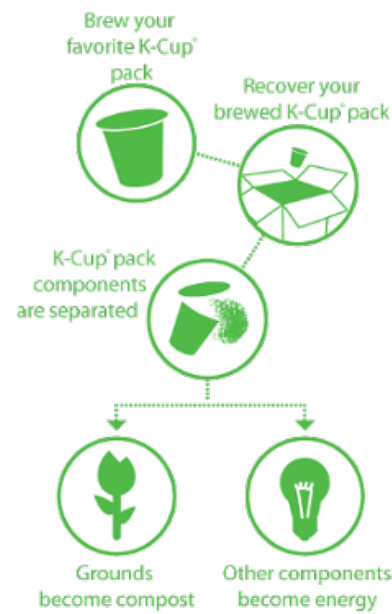 Brew your
favorite K-Cup®
pack
Recover your
brewed K-Cup® pack
K-Cup® pack
components
are separated
Grounds
become compost
Other components
become energy